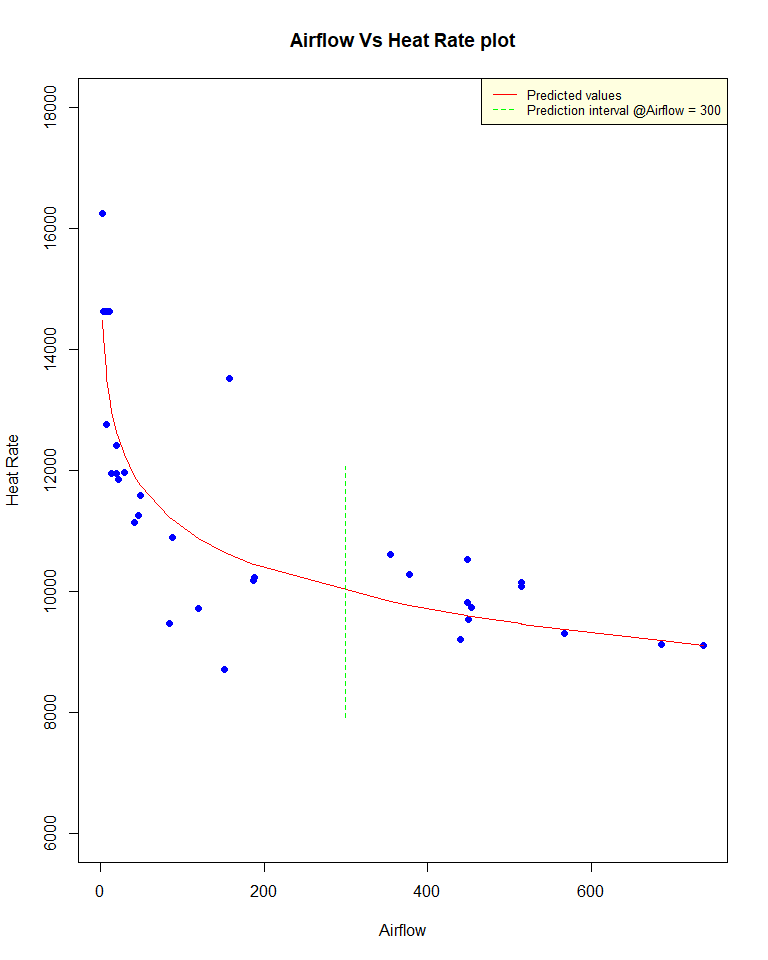 Airflow Vs Heat Rate plot
Predicted values
Prediction interval @Airflow = 300
18000
16000
14000
12000
10000
8000
6000
Heat Rate
0 200 400 600
Airflow